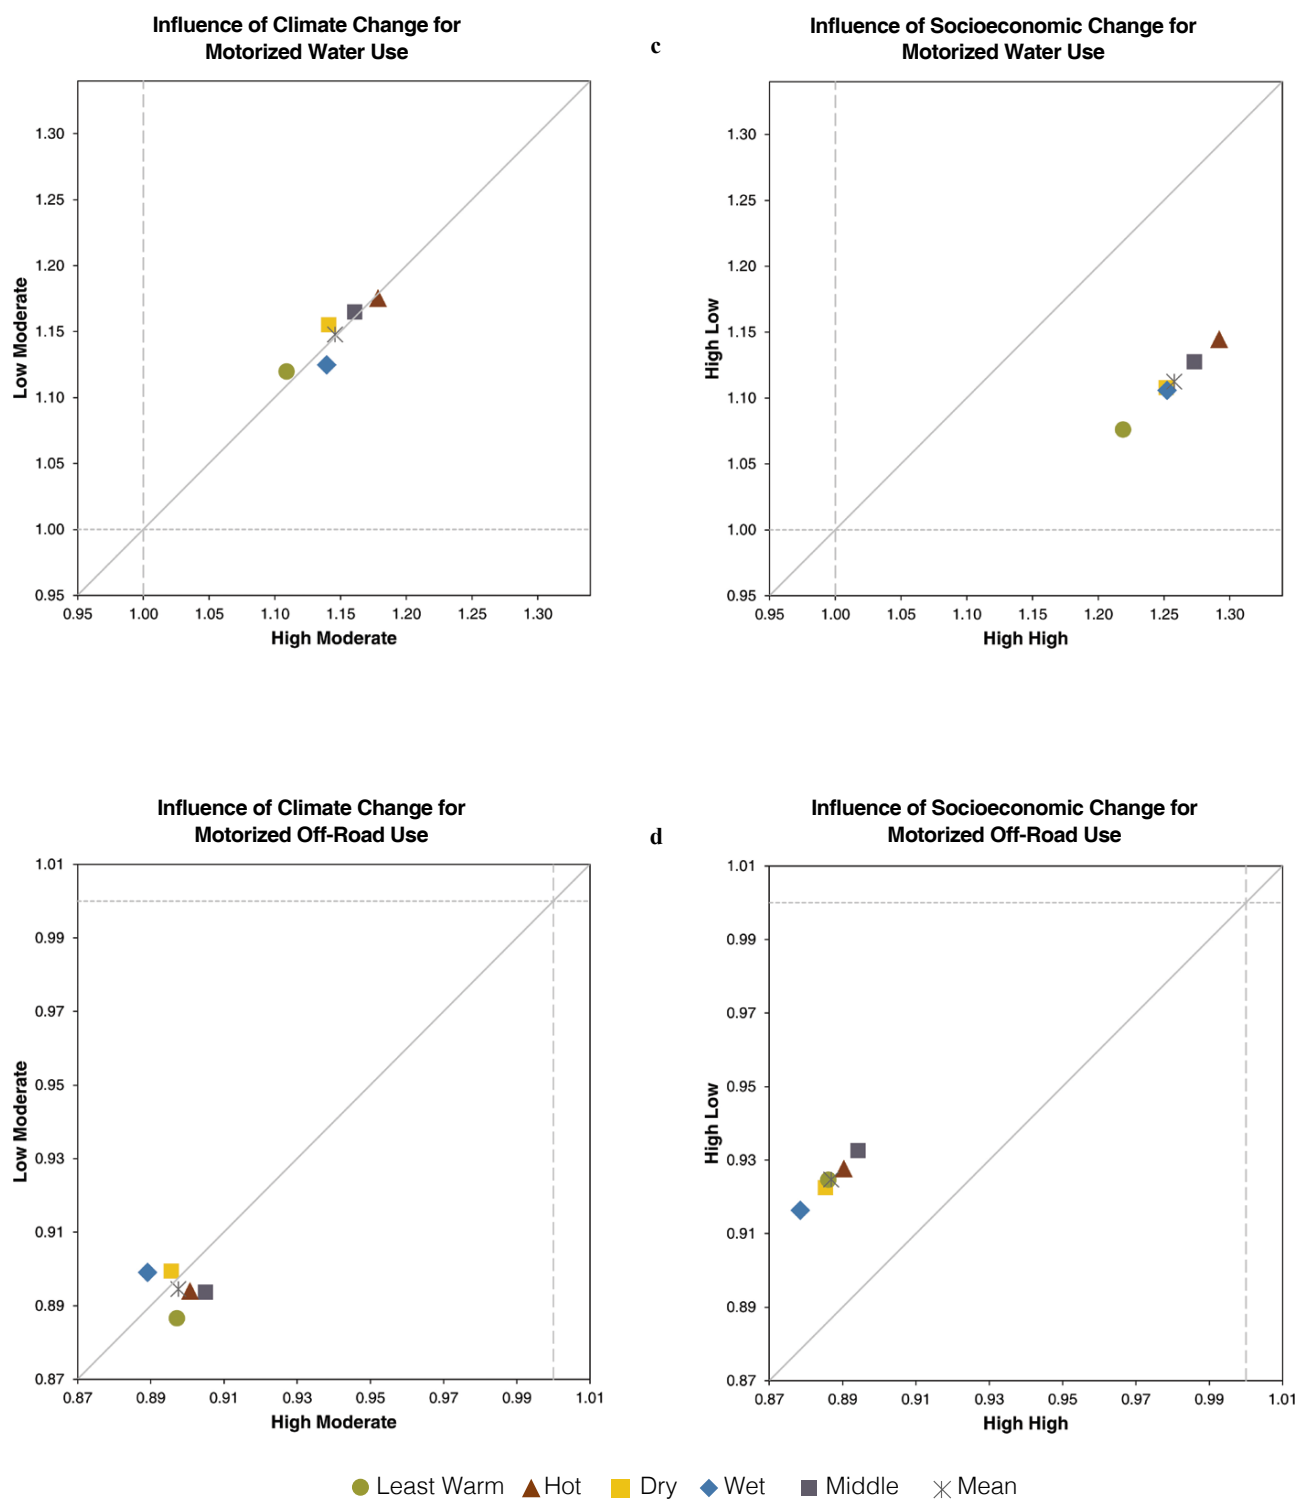 Influence of Climate Change for
Motorized Water Use
c
Influence of Socioeconomic Change for
Motorized Water Use
1.30
1.25
1.20
1.15
1.10
1.05
1.00
0.95
Low Moderate
0.95 1.00 1.05 1.10 1.15 1.20 1.25 1.30
High Moderate
1.30
1.25
1.20
1.15
1.10
1.05
1.00
0.95
High Low
0.95 1.00 1.05 1.10 1.15 1.20 1.25 1.30
High High
Influence of Climate Change for
Motorized Off-Road Use
d
Influence of Socioeconomic Change for
Motorized Off-Road Use
1.01
0.99
0.97
0.95
0.93
0.91
0.89
0.87
Low Moderate
0.87 0.89 0.91 0.93 0.95 0.97 0.99 1.01
High Moderate
1.01
0.99
0.97
0.95
0.93
0.91
0.89
0.87
High Low
0.87 0.89 0.91 0.93 0.95 0.97 0.99 1.01
High High
Least Warm Hot Dry Wet Middle Mean